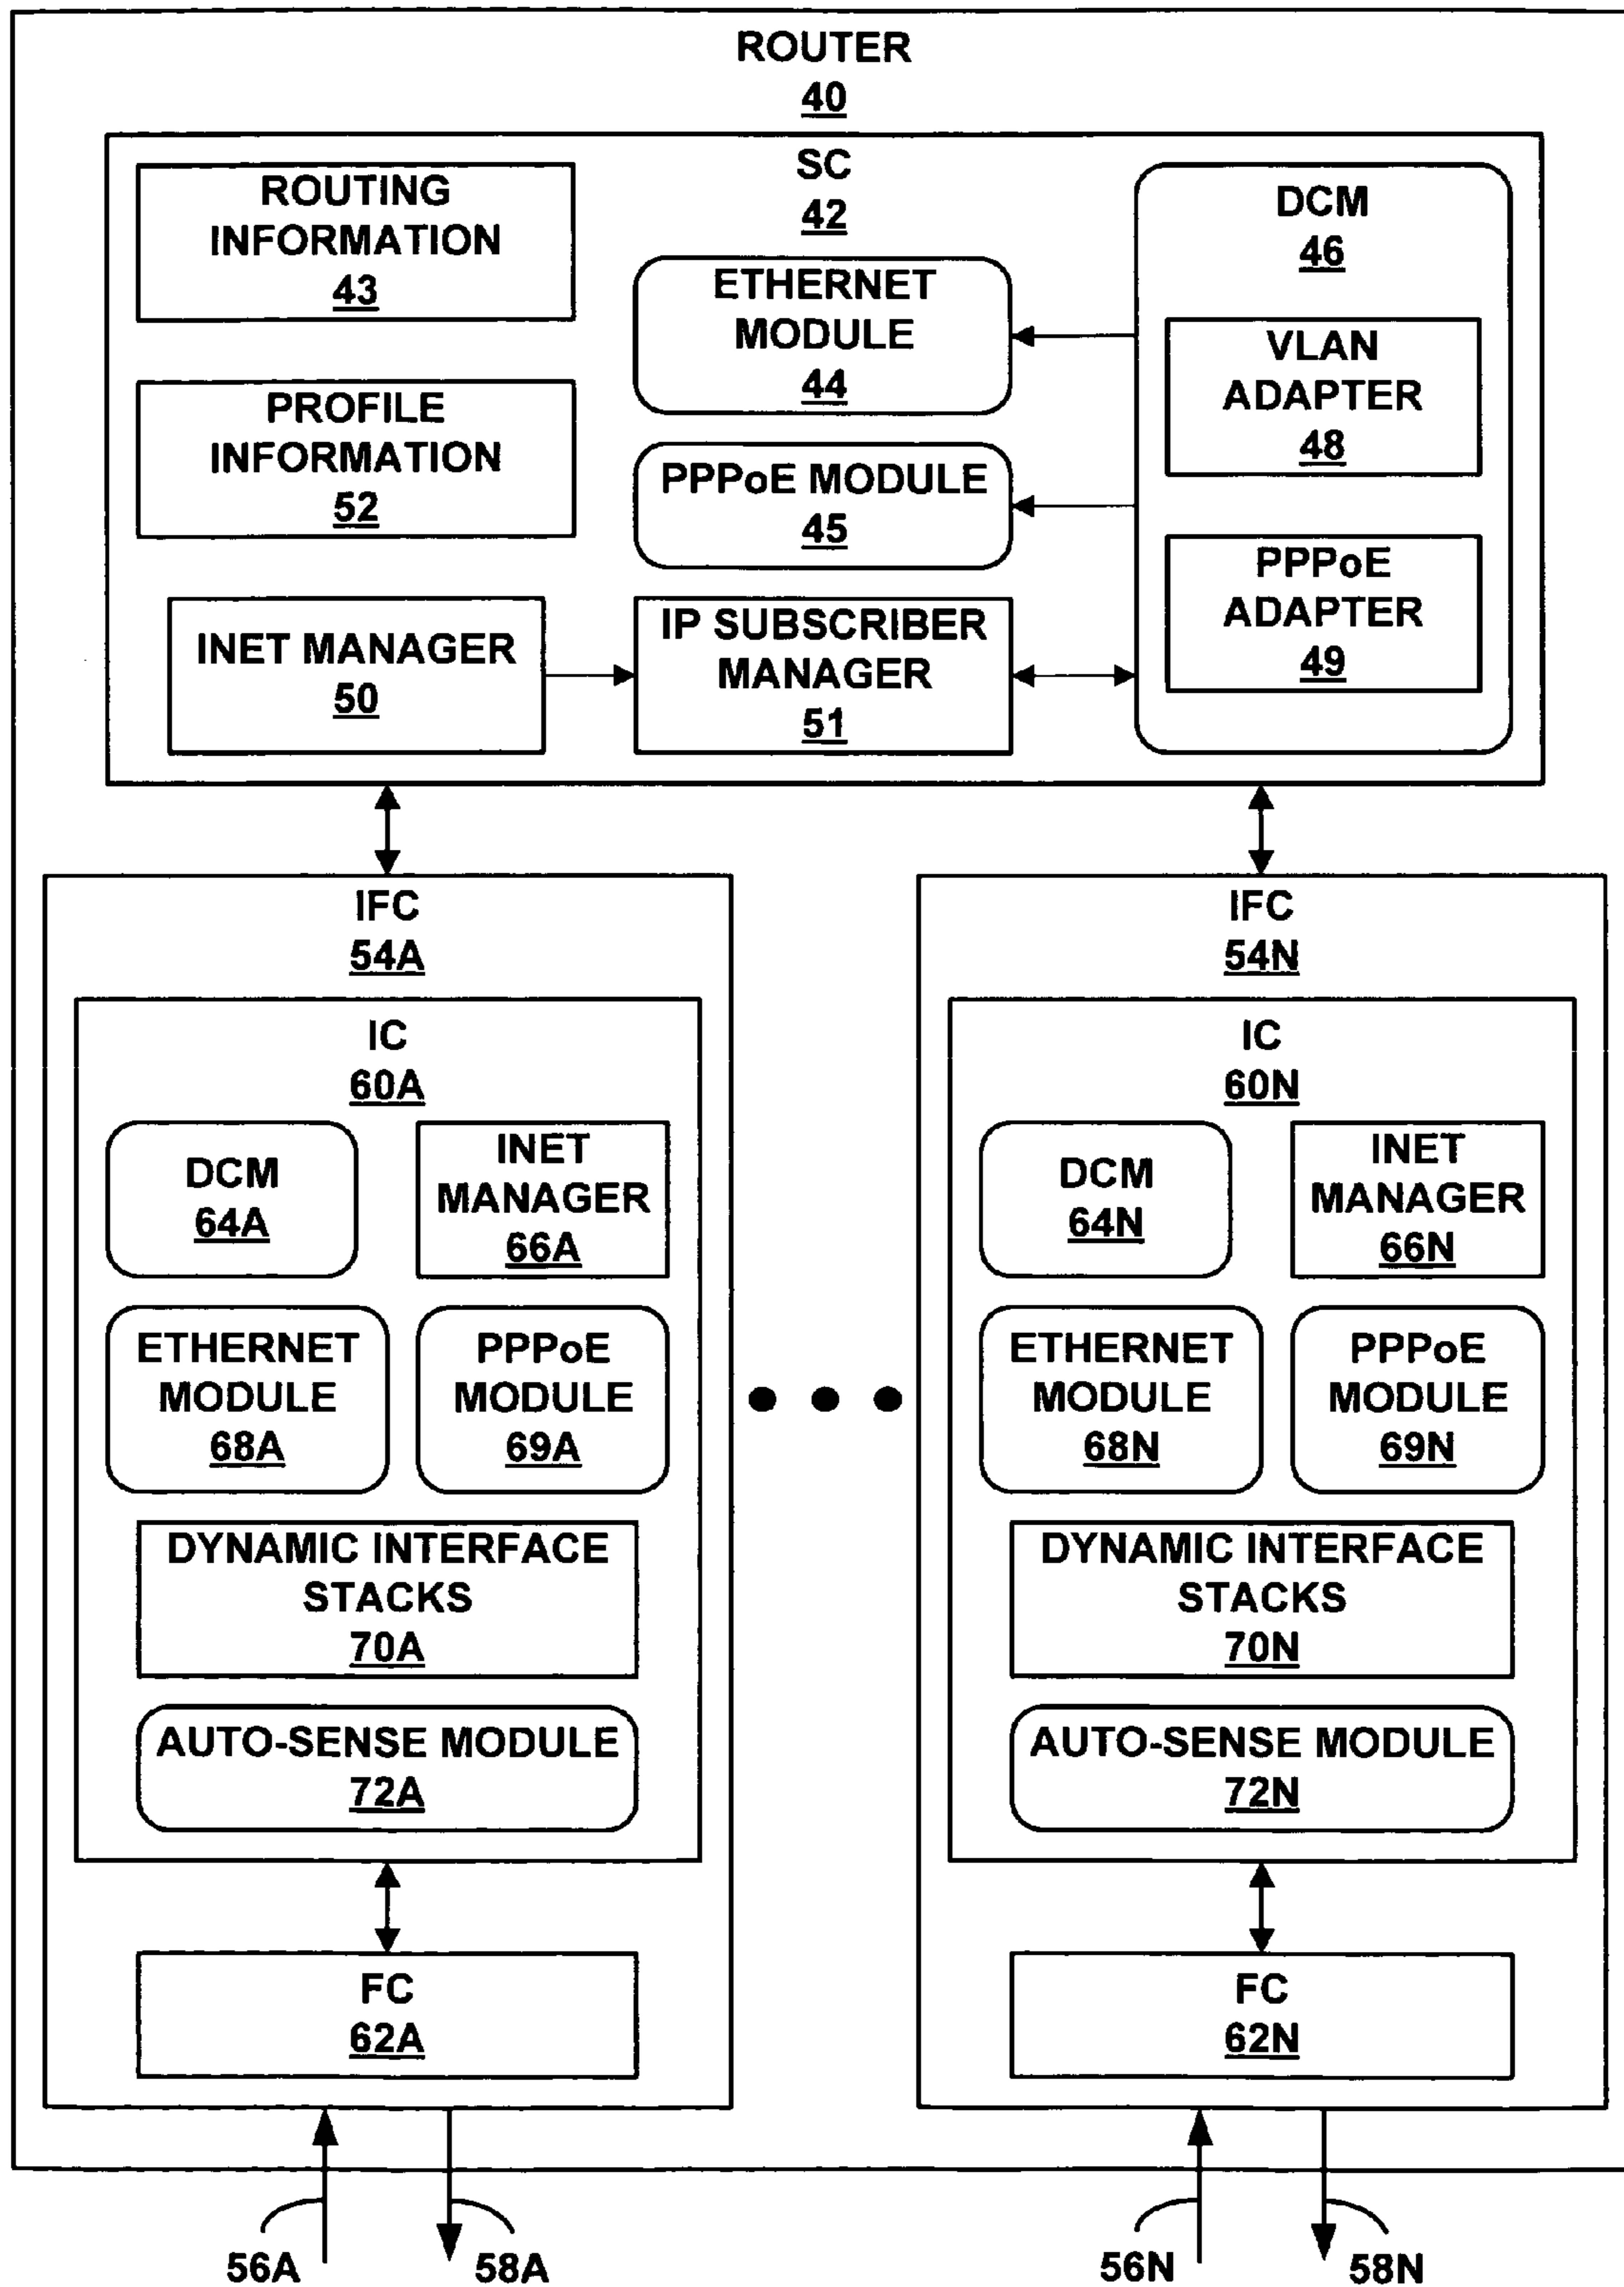 ROUTER
40
SC
42
ROUTING
INFORMATION
43
PROFILE
INFORMATION
52
INET MANAGER
50
ETHERNET
MODULE
44
PPPoE MODULE
45
IP SUBSCRIBER
MANAGER
51
DCM
46
VLAN
ADAPTER
48
PPPoE
ADAPTER
49
IFC
54A
IC
60A
DCM
64A
INET
MANAGER
66A
ETHERNET
MODULE
68A
PPPoE
MODULE
69A
DYNAMIC INTERFACE
STACKS
70A
AUTO-SENSE MODULE
72A
FC
62A
56A
58A
IFC
54N
IC
60N
DCM
64N
INET
MANAGER
66N
ETHERNET
MODULE
68N
PPPoE
MODULE
69N
DYNAMIC INTERFACE
STACKS
70N
AUTO-SENSE MODULE
72N
FC
62N
56N
58N